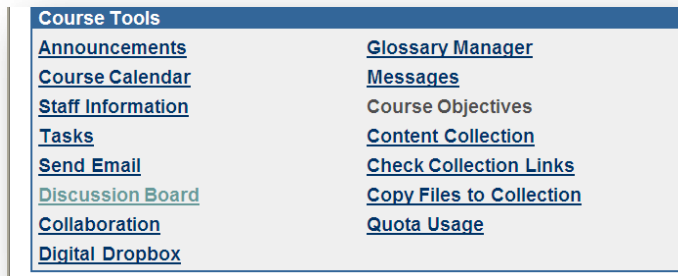 Course Tools
Announcements
Course Calendar
Staff Information
Tasks
Send Email
Discussion Board
Collaboration
Digital Dropbox
Glossary Manager
Messages
Course Objectives
Content Collection
Check Collection Links
Copy Files to Collection
Quota Usage